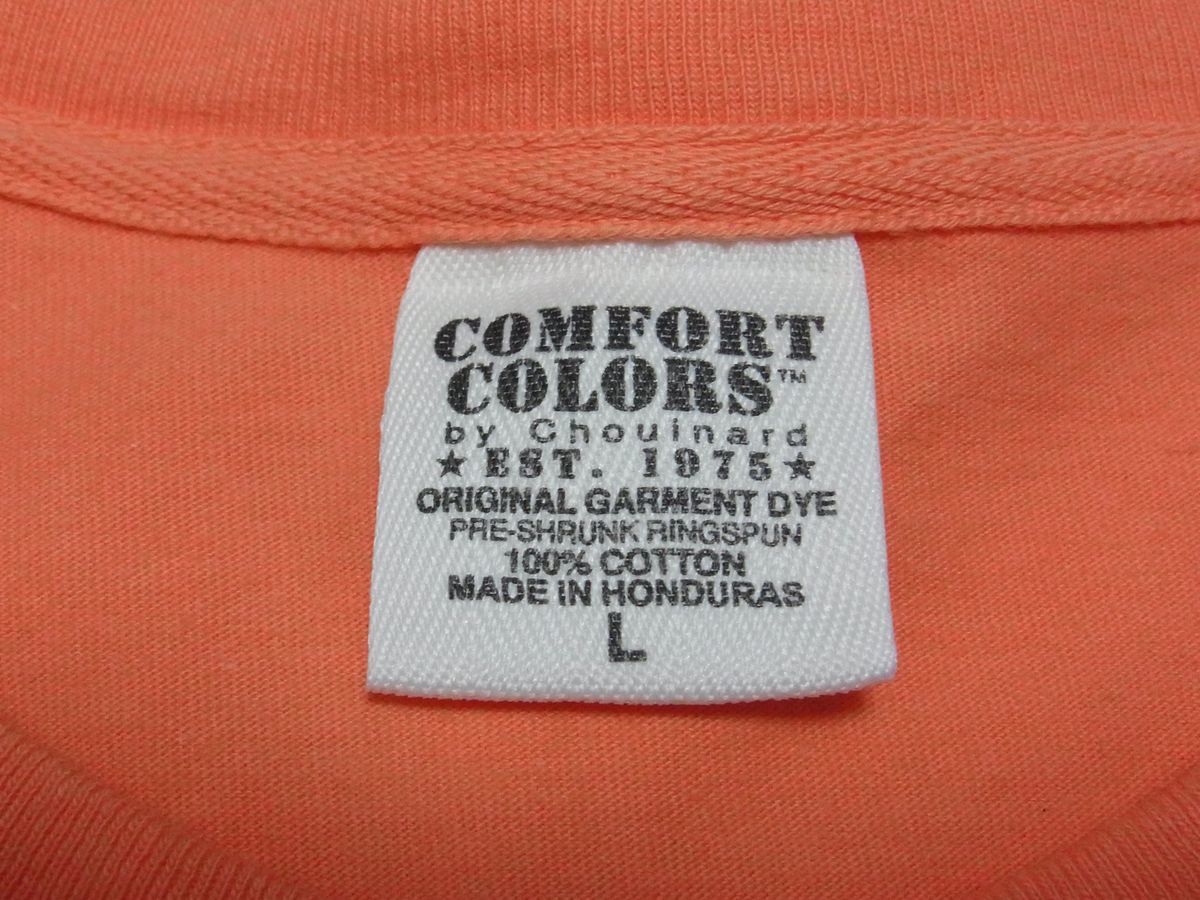 COMFORT
COLORS™
by Chouinard
★ EST. 1975 ★
ORIGINAL GARMENT DYE
PRE-SHRUNK RINGSPUN
100% COTTON
MADE IN HONDURAS
L